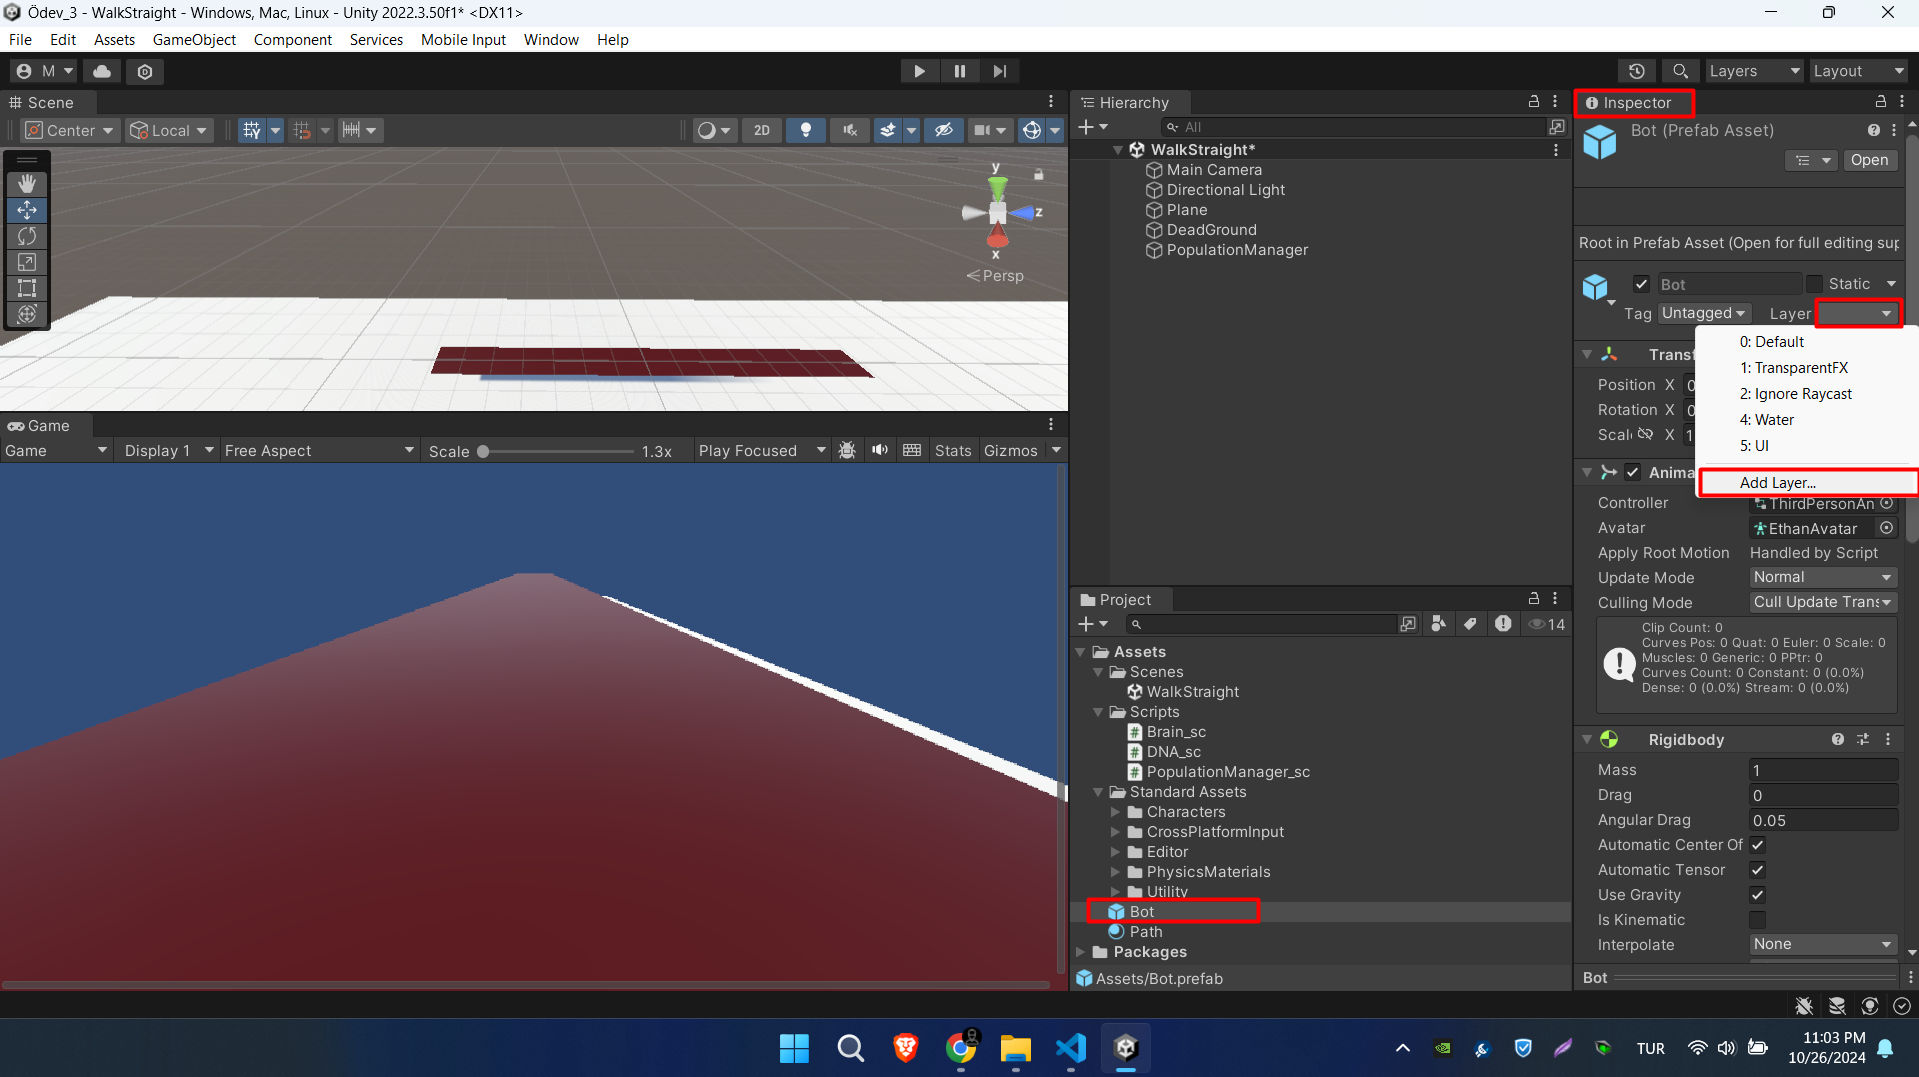 Ödev_3 - WalkStraight - Windows, Mac, Linux - Unity 2022.3.50f1* <DX11>
File Edit Assets GameObject Component Services Mobile Input Window Help
M
Layers
Layout
Scene
Center
Local
2D
y
z
x
Persp
Game
Game
Display 1
Free Aspect
Scale
1.3x
Play Focused
Stats
Gizmos
Hierarchy
All
WalkStraight*
Main Camera
Directional Light
Plane
DeadGround
PopulationManager
Project
14
Assets
Scenes
WalkStraight
Scripts
Brain_sc
DNA_sc
PopulationManager_sc
Standard Assets
Characters
CrossPlatformInput
Editor
PhysicsMaterials
Utility
Bot
Path
Packages
Assets/Bot.prefab
Inspector
Bot (Prefab Asset)
Open
Root in Prefab Asset (Open for full editing sup
Bot
Static
Tag Untagged Layer
0: Default
1: TransparentFX
2: Ignore Raycast
4: Water
5: UI
Add Layer...
Transf
Position X 0
Rotation X 0
Scale X 1
Anima
Controller ThirdPersonAn
Avatar EthanAvatar
Apply Root Motion Handled by Script
Update Mode Normal
Culling Mode Cull Update Trans
Clip Count: 0
Curves Pos: 0 Quat: 0 Euler: 0 Scale: 0
Muscles: 0 Generic: 0 PPtr: 0
Curves Count: 0 Constant: 0 (0.0%)
Dense: 0 (0.0%) Stream: 0 (0.0%)
Rigidbody
Mass 1
Drag 0
Angular Drag 0.05
Automatic Center Of
Automatic Tensor
Use Gravity
Is Kinematic
Interpolate None
Bot
TUR
11:03 PM
10/26/2024